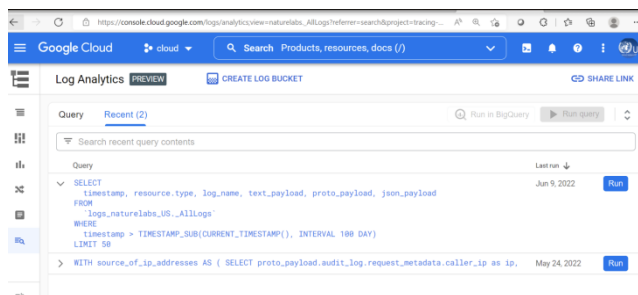 https://console.cloud.google.com/logs/analytics;view=naturelabs._AllLogs?referrer=search&project=tracing-...
Google Cloud
cloud
Search Products, resources, docs (/)
Log Analytics PREVIEW
CREATE LOG BUCKET
SHARE LINK
Query
Recent (2)
Run in BigQuery
Run query
Search recent query contents
Query
Last run
SELECT
timestamp, resource.type, log_name, text_payload, proto_payload, json_payload
FROM
`logs_naturelabs_US._AllLogs`
WHERE
timestamp > TIMESTAMP_SUB(CURRENT_TIMESTAMP(), INTERVAL 100 DAY)
LIMIT 50
Jun 9, 2022
Run
WITH source_of_ip_addresses AS ( SELECT proto_payload.audit_log.request_metadata.caller_ip as ip,
May 24, 2022
Run